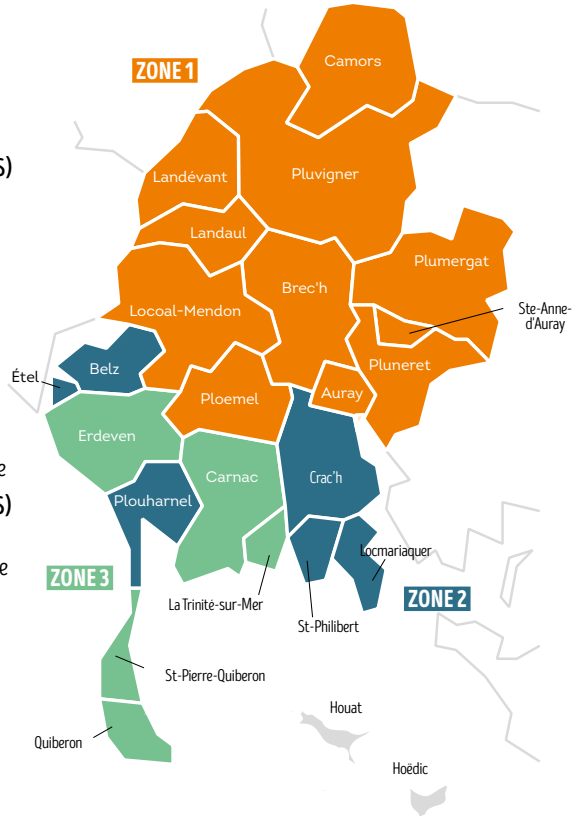 Camors
ZONE 1
S)
Landévant
Pluvigner
Landaul
Plumergat
Brec'h
Locoal-Mendon
Ste-Anne-
d'Auray
Belz
Pluneret
Étel
Ploemel
Auray
Erdeven
e
Carnac
Crac'h
S)
Plouharnel
Locmariaquer
e
ZONE 3
La Trinité-sur-Mer
ZONE 2
St-Philibert
St-Pierre-Quiberon
Houat
Quiberon
Hoëdic